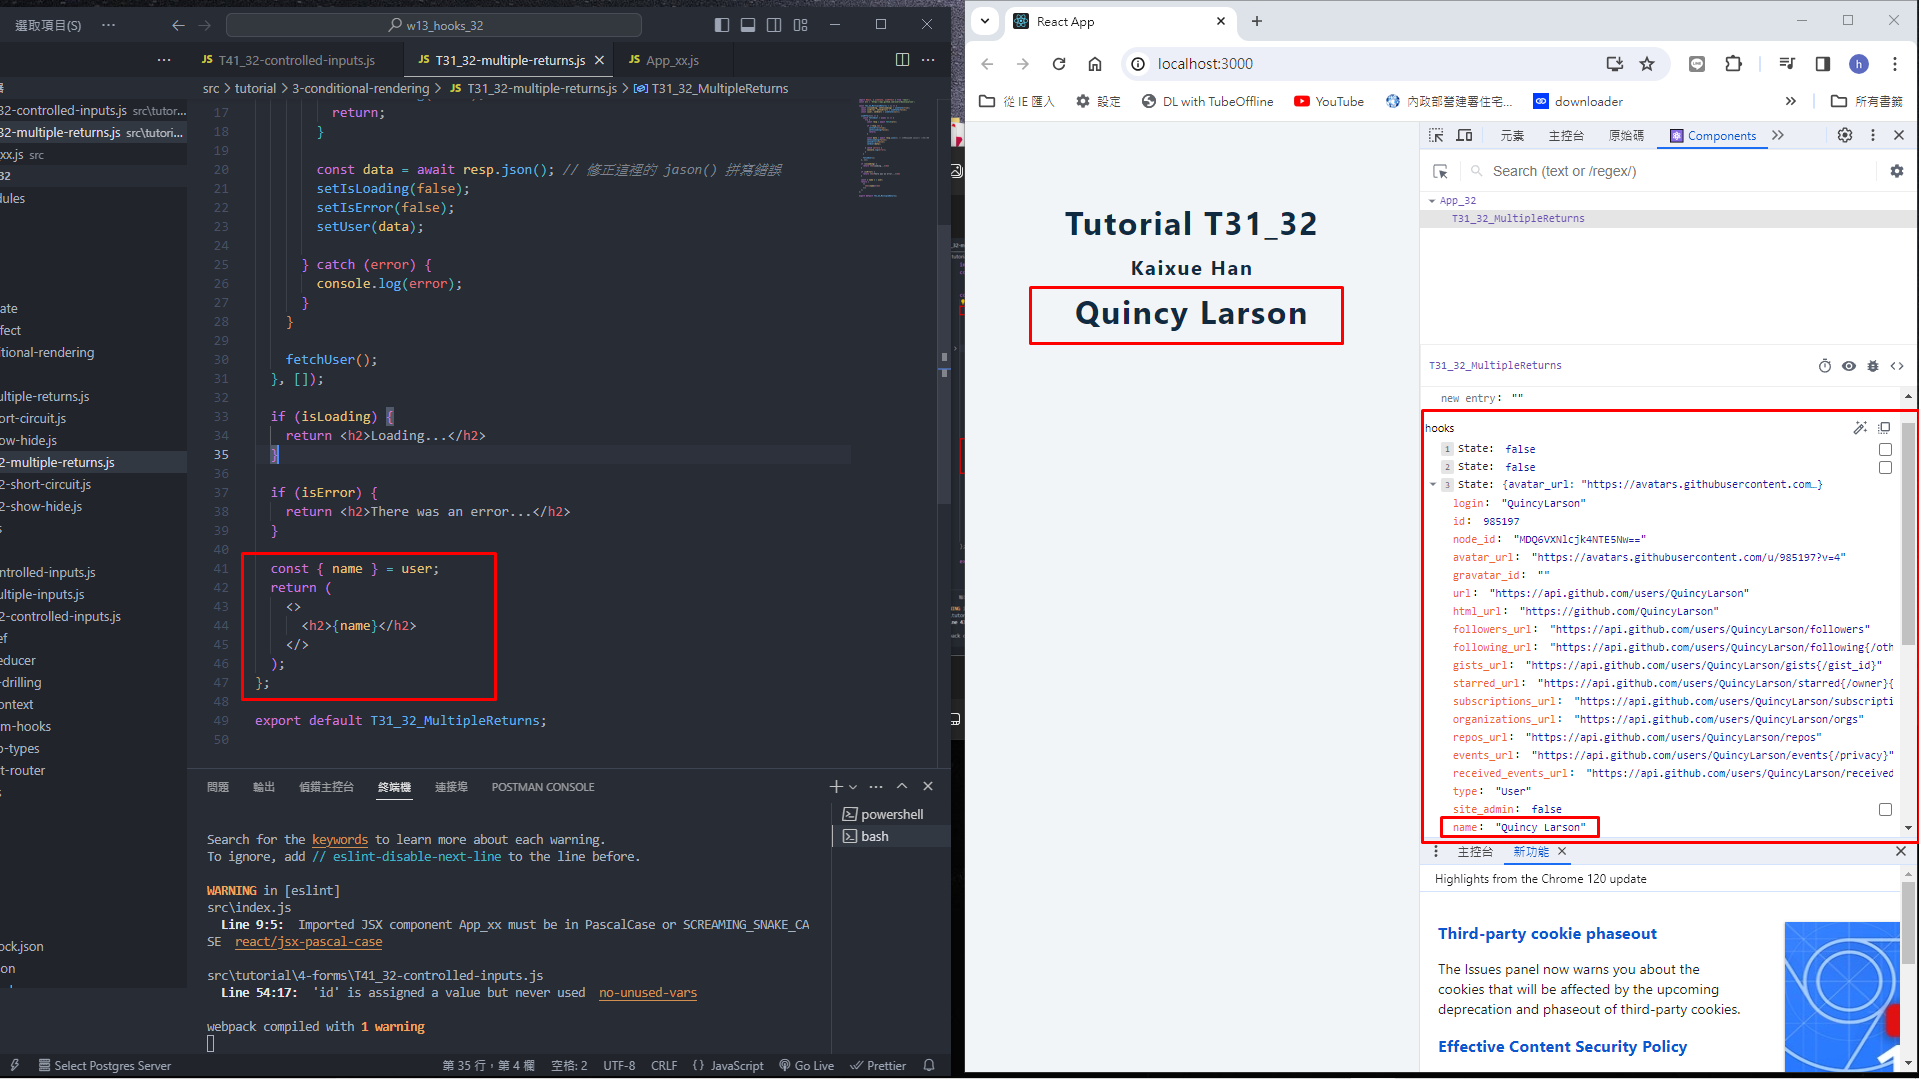 選取項目(S) ···
w13_hooks_32
··· JS T41_32-controlled-inputs.js JS T31_32-multiple-returns.js JS App_xx.js ···
src > tutorial > 3-conditional-rendering > JS T31_32-multiple-returns.js > T31_32_MultipleReturns
32-controlled-inputs.js src\tutor...
32-multiple-returns.js src\tutori...
xx.js src
32
dules
ate
fect
itional-rendering
ultiple-returns.js
ort-circuit.js
ow-hide.js
2-multiple-returns.js
2-short-circuit.js
2-show-hide.js
s
ntrolled-inputs.js
ultiple-inputs.js
2-controlled-inputs.js
ef
educer
-drilling
ontext
m-hooks
o-types
t-router
s
ock.json
on
17 return;
18 }
19
20 const data = await resp.json(); // 修正這裡的 jason() 拼寫錯誤
21 setIsLoading(false);
22 setIsError(false);
23 setUser(data);
24
25 } catch (error) {
26 console.log(error);
27 }
28 }
29
30 fetchUser();
31 }, []);
32
33 if (isLoading) {
34 return <h2>Loading...</h2>
35 }
36
37 if (isError) {
38 return <h2>There was an error...</h2>
39 }
40
41 const { name } = user;
42 return (
43 <>
44 <h2>{name}</h2>
45 </>
46 );
47 };
48
49 export default T31_32_MultipleReturns;
50
問題 輸出 偵錯主控台 終端機 連接埠 POSTMAN CONSOLE
powershell
bash
Search for the keywords to learn more about each warning.
To ignore, add // eslint-disable-next-line to the line before.
WARNING in [eslint]
src\index.js
Line 9:5: Imported JSX component App_xx must be in PascalCase or SCREAMING_SNAKE_CA
SE react/jsx-pascal-case
src\tutorial\4-forms\T41_32-controlled-inputs.js
Line 54:17: 'id' is assigned a value but never used no-unused-vars
webpack compiled with 1 warning
Select Postgres Server 第 35 行，第 4 欄 空格: 2 UTF-8 CRLF {} JavaScript Go Live Prettier
React App
localhost:3000
h
從 IE 匯入 設定 DL with TubeOffline YouTube 內政部營建署住宅... downloader 所有書籤
Tutorial T31_32
Kaixue Han
Quincy Larson
元素 主控台 原始碼 Components
Search (text or /regex/)
App_32
T31_32_MultipleReturns
T31_32_MultipleReturns
new entry: ""
hooks
1 State: false
2 State: false
3 State: {avatar_url: "https://avatars.githubusercontent.com…}
login: "QuincyLarson"
id: 985197
node_id: "MDQ6VXNlcjk4NTE5Nw=="
avatar_url: "https://avatars.githubusercontent.com/u/985197?v=4"
gravatar_id: ""
url: "https://api.github.com/users/QuincyLarson"
html_url: "https://github.com/QuincyLarson"
followers_url: "https://api.github.com/users/QuincyLarson/followers"
following_url: "https://api.github.com/users/QuincyLarson/following{/oth
gists_url: "https://api.github.com/users/QuincyLarson/gists{/gist_id}"
starred_url: "https://api.github.com/users/QuincyLarson/starred{/owner}{
subscriptions_url: "https://api.github.com/users/QuincyLarson/subscripti
organizations_url: "https://api.github.com/users/QuincyLarson/orgs"
repos_url: "https://api.github.com/users/QuincyLarson/repos"
events_url: "https://api.github.com/users/QuincyLarson/events{/privacy}"
received_events_url: "https://api.github.com/users/QuincyLarson/received
type: "User"
site_admin: false
name: "Quincy Larson"
主控台 新功能
Highlights from the Chrome 120 update
Third-party cookie phaseout
The Issues panel now warns you about the
cookies that will be affected by the upcoming
deprecation and phaseout of third-party cookies.
Effective Content Security Policy